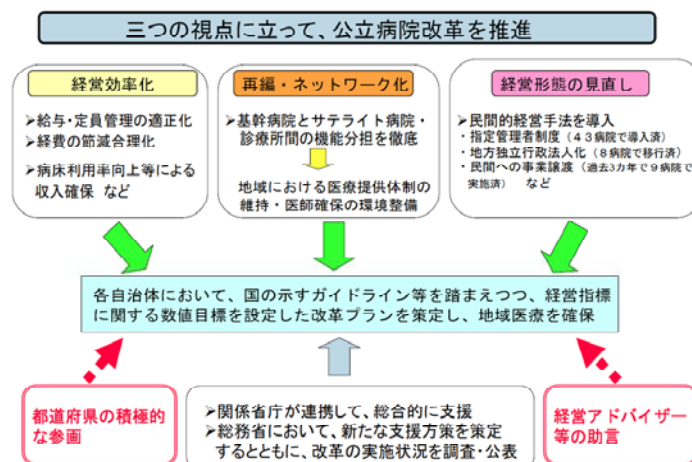 三つの視点に立って、公立病院改革を推進
経営効率化
➢給与・定員管理の適正化
➢経費の節減合理化
➢病床利用率向上等による
収入確保 など
再編・ネットワーク化
➢基幹病院とサテライト病院・
診療所間の機能分担を徹底
地域における医療提供体制の
維持・医師確保の環境整備
経営形態の見直し
➢民間的経営手法を導入
・指定管理者制度（４３病院で導入済）
・地方独立行政法人化（８病院で移行済）
・民間への事業譲渡（過去3カ年で９病院で
実施済） など
各自治体において、国の示すガイドライン等を踏まえつつ、経営指標
に関する数値目標を設定した改革プランを策定し、地域医療を確保
都道府県の積極的
な参画
➢関係省庁が連携して、総合的に支援
➢総務省において、新たな支援方策を策定
するとともに、改革の実施状況を調査・公表
経営アドバイザー
等の助言